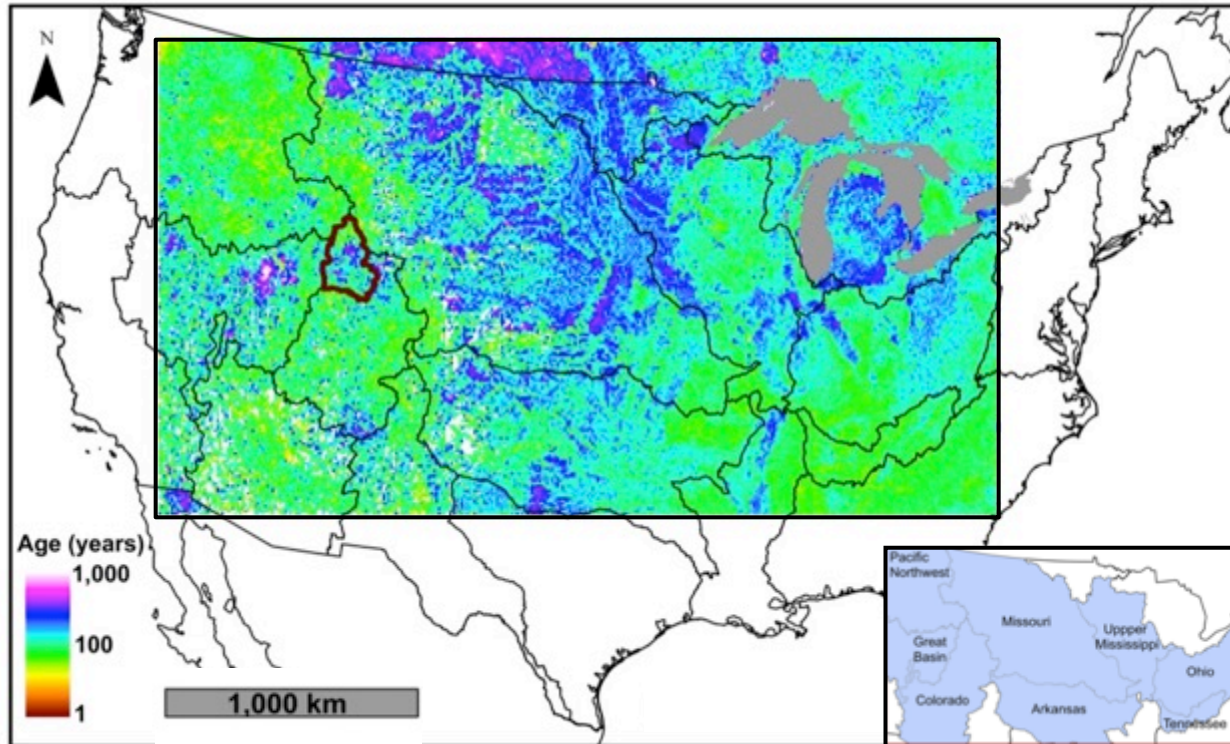 N
Age (years)
1,000
100
1
1,000 km
Pacific
Northwest
Missouri
Uppper
Mississippi
Great
Basin
Ohio
Colorado
Arkansas
Tennessee